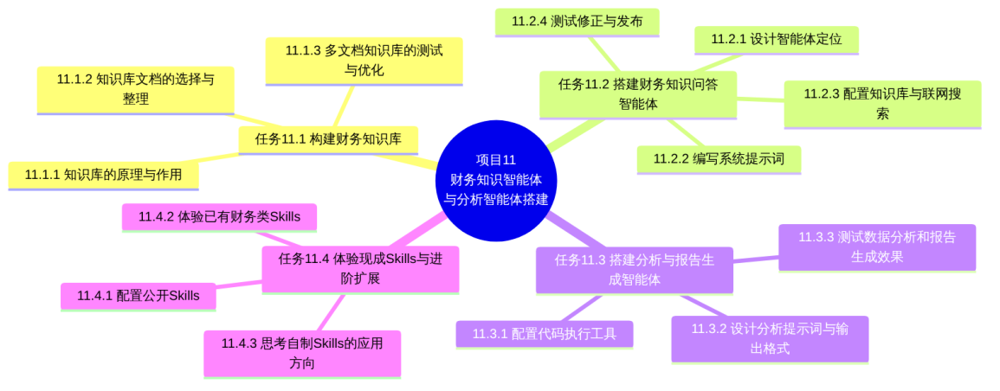 项目11
财务知识智能体
与分析智能体搭建
任务11.1 构建财务知识库
11.1.1 知识库的原理与作用
11.1.2 知识库文档的选择与
整理
11.1.3 多文档知识库的测试
与优化
任务11.2 搭建财务知识问答
智能体
11.2.1 设计智能体定位
11.2.2 编写系统提示词
11.2.3 配置知识库与联网搜
索
11.2.4 测试修正与发布
任务11.3 搭建分析与报告生
成智能体
11.3.1 配置代码执行工具
11.3.2 设计分析提示词与输
出格式
11.3.3 测试数据分析和报告
生成效果
任务11.4 体验现成Skills与进
阶扩展
11.4.1 配置公开Skills
11.4.2 体验已有财务类Skills
11.4.3 思考自制Skills的应用
方向